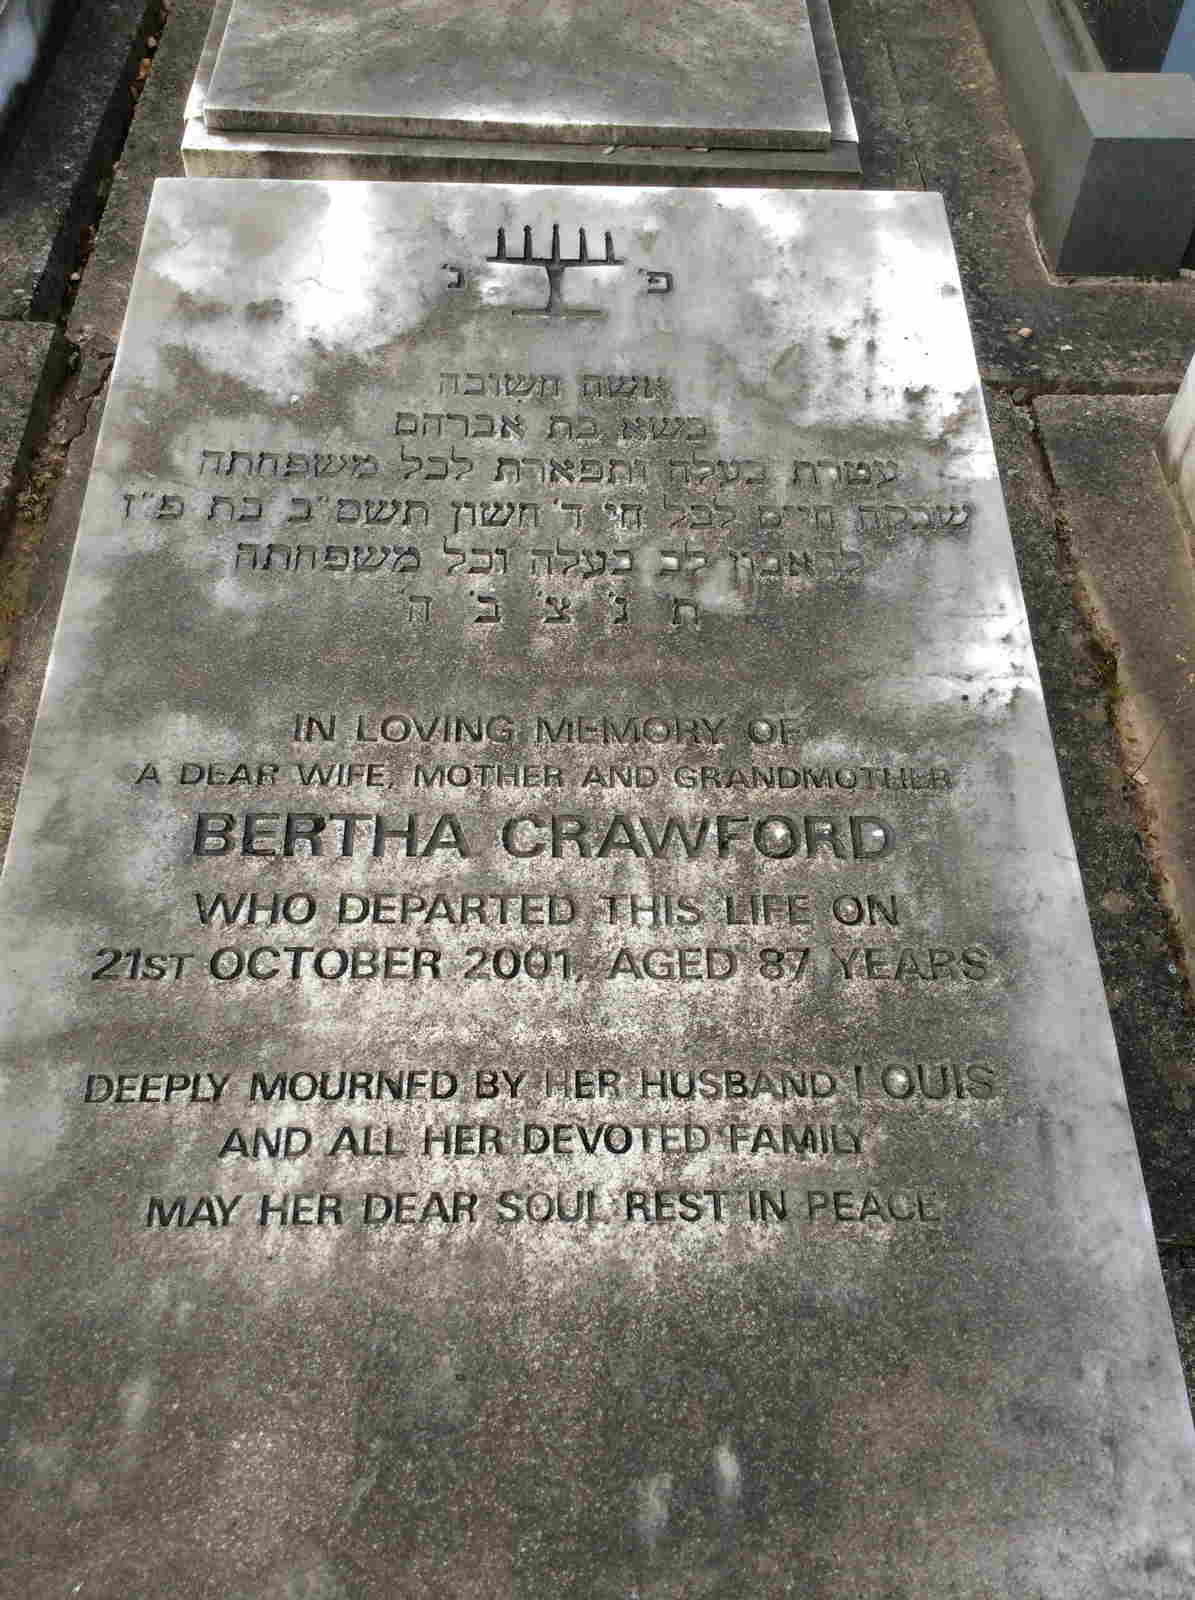 פ' נ'
אשה חשובה
בשא בת אברהם
עטרת בעלה ותפארת לכל משפחתה
שבקה חיים לכל חי ד' חשון תשס״ב בת פ״ז
לדאבון לב בעלה וכל משפחתה
ת' נ' צ' ב' ה'
IN LOVING MEMORY OF
A DEAR WIFE, MOTHER AND GRANDMOTHER
BERTHA CRAWFORD
WHO DEPARTED THIS LIFE ON
21ST OCTOBER 2001, AGED 87 YEARS
DEEPLY MOURNED BY HER HUSBAND LOUIS
AND ALL HER DEVOTED FAMILY
MAY HER DEAR SOUL REST IN PEACE